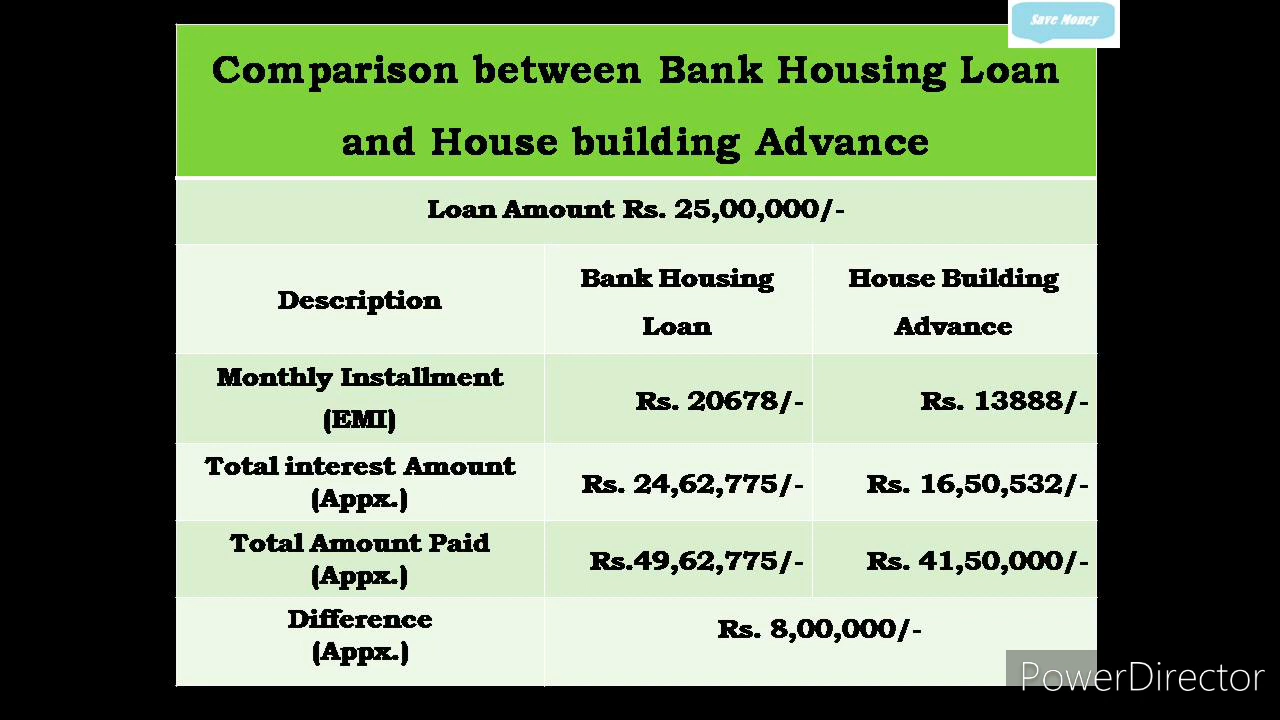 Save Money
Comparison between Bank Housing Loan
and House building Advance
Loan Amount Rs. 25,00,000/-
Description
Bank Housing
Loan
House Building
Advance
Monthly Installment
(EMI)
Rs. 20678/-
Rs. 13888/-
Total interest Amount
(Appx.)
Rs. 24,62,775/-
Rs. 16,50,532/-
Total Amount Paid
(Appx.)
Rs.49,62,775/-
Rs. 41,50,000/-
Difference
(Appx.)
Rs. 8,00,000/-
PowerDirector